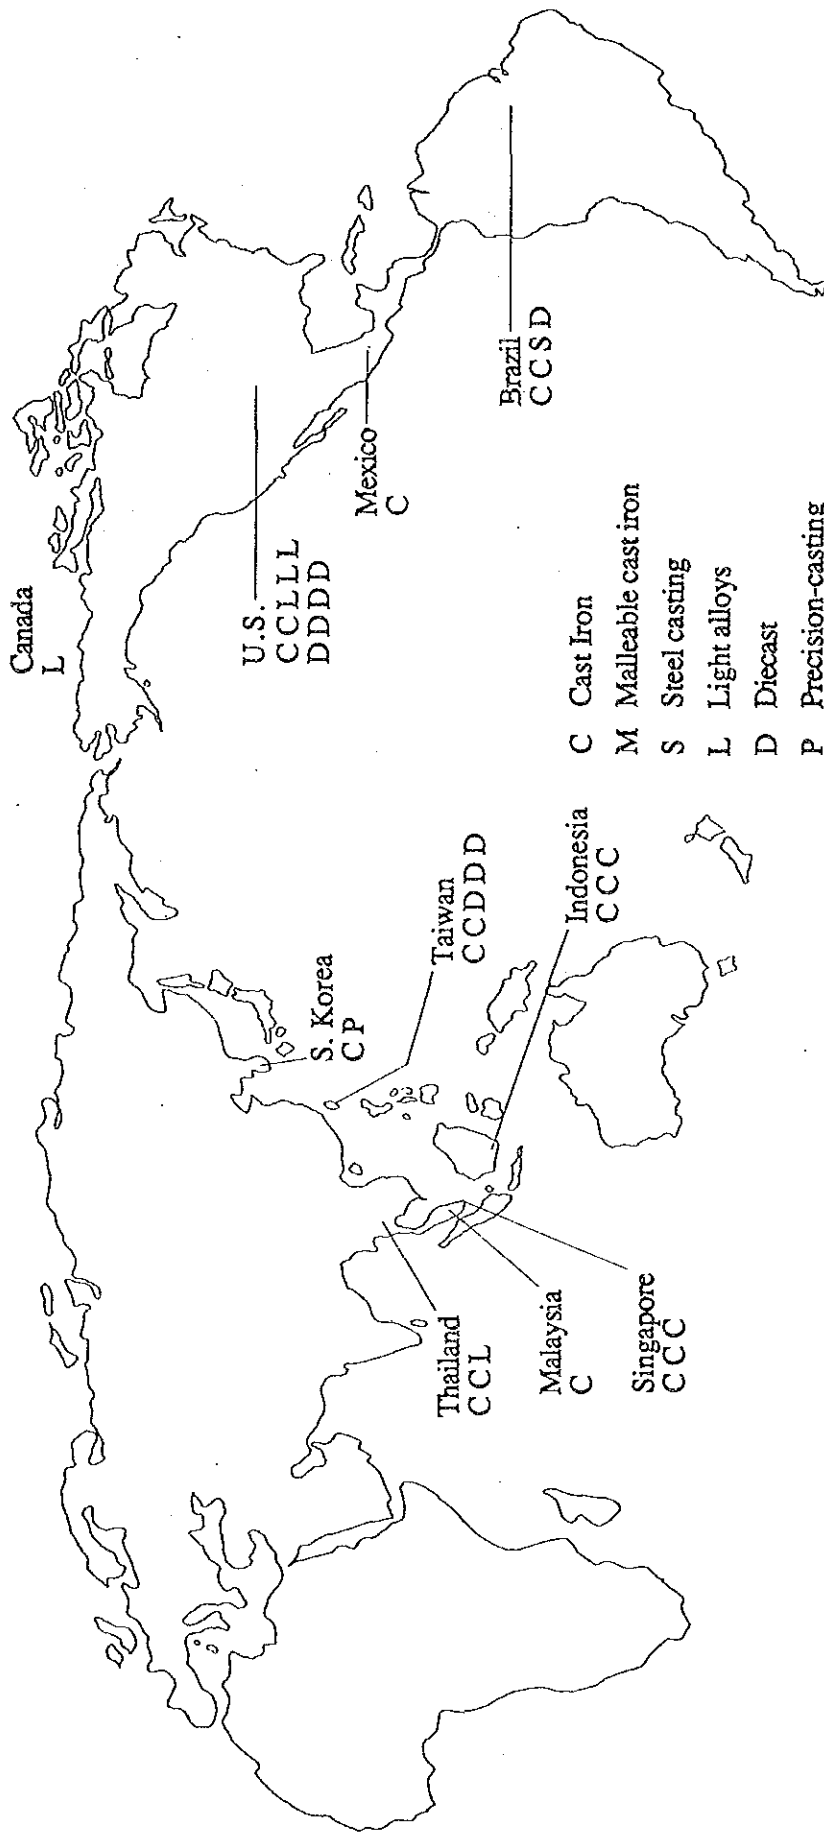 Canada
L
U.S.
C C L L L
D D D D
Mexico
C
Brazil
C C S D
S. Korea
C P
Taiwan
C C D D D
Indonesia
C C C
Thailand
C C L
Malaysia
C
Singapore
C C C
C Cast Iron
M Malleable cast iron
S Steel casting
L Light alloys
D Diecast
P Precision-casting